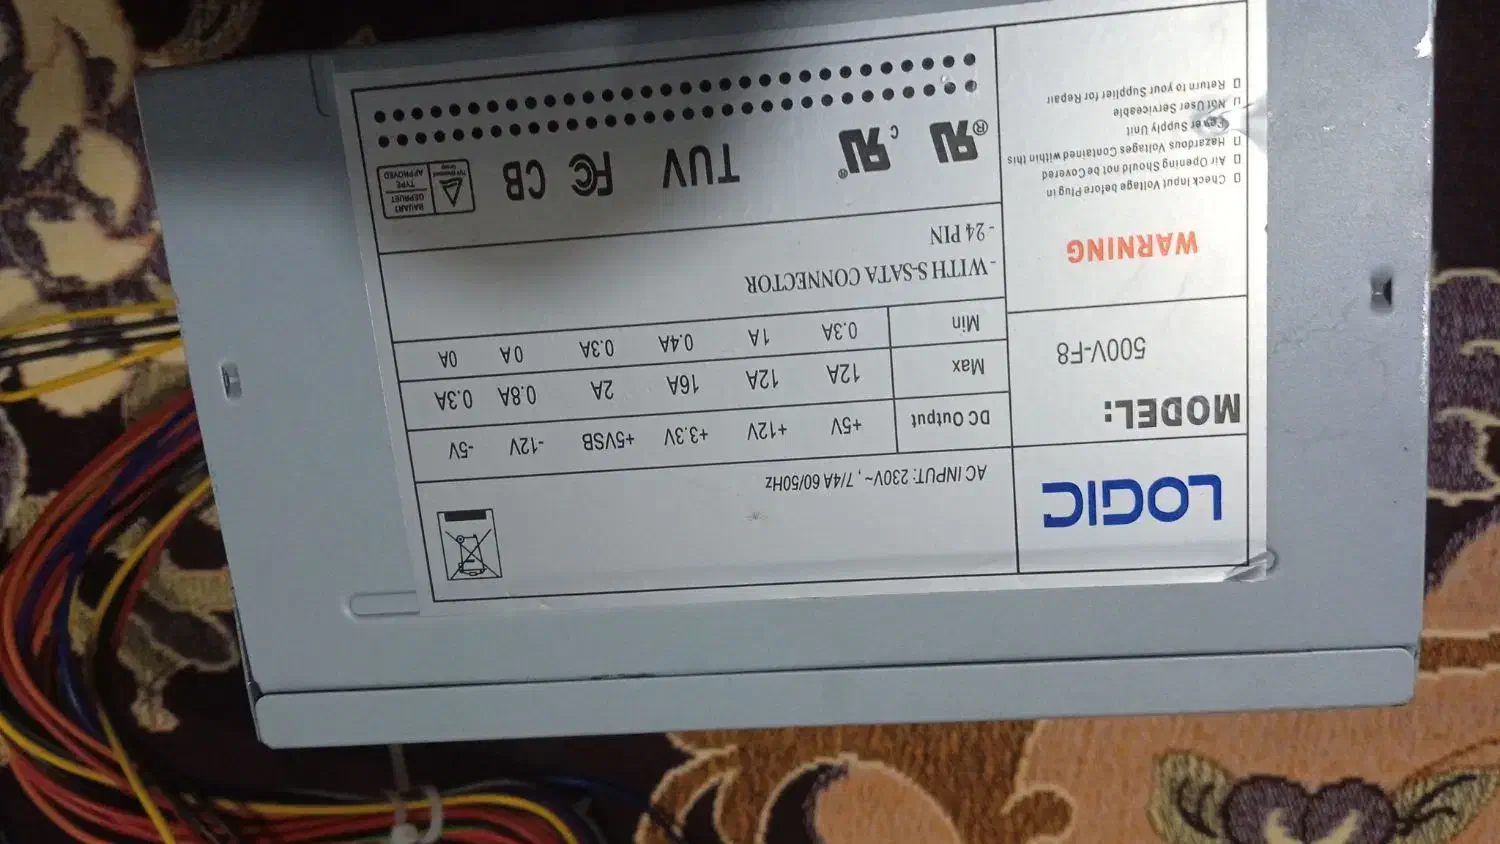 LOGIC
MODEL:
500V-F8
WARNING
Check Input Voltage before Plug in
Air Opening Should not be Covered
Hazardous Voltages Contained within this
Power Supply Unit
Not User Serviceable
Return to your Supplier for Repair
AC INPUT: 230V~, 7/4A 60/50Hz
DC Output +5V +12V +3.3V +5VSB -12V -5V
Max 12A 12A 16A 2A 0.8A 0.3A
Min 0.3A 1A 0.4A 0.3A 0A 0A
-WITH S-SATA CONNECTOR
-24 PIN
RU® c RU® TUV FC CB
BAUART
GEPRUFT
TYPE
APPROVED